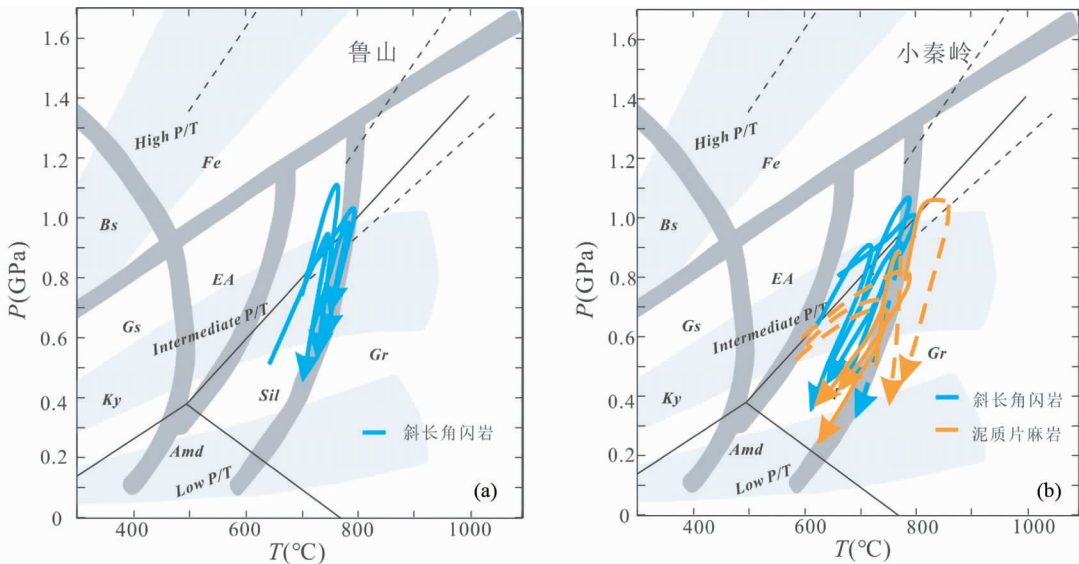 鲁山
P(GPa)
1.6
1.4
1.2
1.0
0.8
0.6
0.4
0.2
0
High P/T
Fe
Bs
EA
Gs
Intermediate P/T
Gr
Ky
Sil
斜长角闪岩
Amd
Low P/T
(a)
400
600
800
1000
T(°C)
小秦岭
P(GPa)
1.6
1.4
1.2
1.0
0.8
0.6
0.4
0.2
0
High P/T
Fe
Bs
EA
Gs
Intermediate P/T
Gr
Ky
Sil
斜长角闪岩
泥质片麻岩
Amd
Low P/T
(b)
400
600
800
1000
T(°C)